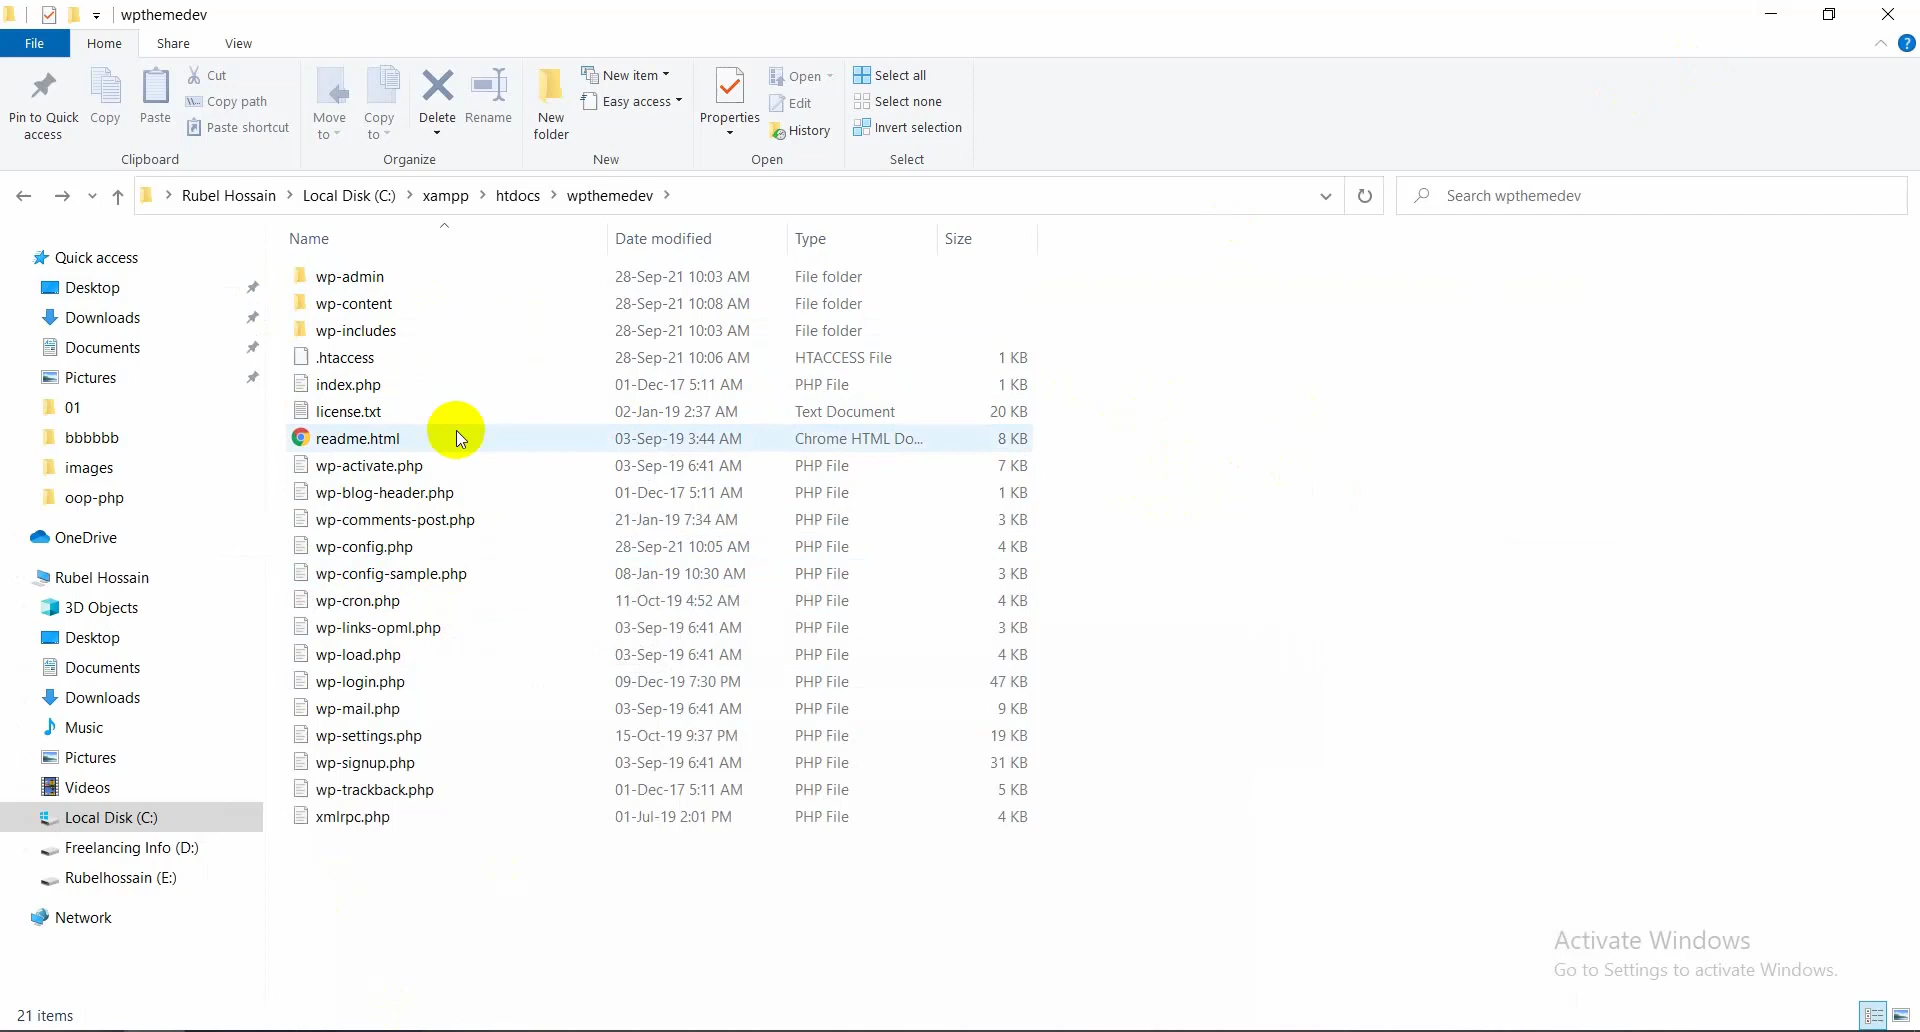 wpthemedev
File Home Share View
Pin to Quick access
Copy
Paste
Cut
Copy path
Paste shortcut
Clipboard
Move to
Copy to
Delete
Rename
Organize
New folder
New item
Easy access
New
Properties
Open
Edit
History
Open
Select all
Select none
Invert selection
Select
Rubel Hossain > Local Disk (C:) > xampp > htdocs > wpthemedev >
Search wpthemedev
Quick access
Desktop
Downloads
Documents
Pictures
01
bbbbbb
images
oop-php
OneDrive
Rubel Hossain
3D Objects
Desktop
Documents
Downloads
Music
Pictures
Videos
Local Disk (C:)
Freelancing Info (D:)
Rubelhossain (E:)
Network
Name Date modified Type Size
wp-admin 28-Sep-21 10:03 AM File folder
wp-content 28-Sep-21 10:08 AM File folder
wp-includes 28-Sep-21 10:03 AM File folder
.htaccess 28-Sep-21 10:06 AM HTACCESS File 1 KB
index.php 01-Dec-17 5:11 AM PHP File 1 KB
license.txt 02-Jan-19 2:37 AM Text Document 20 KB
readme.html 03-Sep-19 3:44 AM Chrome HTML Do... 8 KB
wp-activate.php 03-Sep-19 6:41 AM PHP File 7 KB
wp-blog-header.php 01-Dec-17 5:11 AM PHP File 1 KB
wp-comments-post.php 21-Jan-19 7:34 AM PHP File 3 KB
wp-config.php 28-Sep-21 10:05 AM PHP File 4 KB
wp-config-sample.php 08-Jan-19 10:30 AM PHP File 3 KB
wp-cron.php 11-Oct-19 4:52 AM PHP File 4 KB
wp-links-opml.php 03-Sep-19 6:41 AM PHP File 3 KB
wp-load.php 03-Sep-19 6:41 AM PHP File 4 KB
wp-login.php 09-Dec-19 7:30 PM PHP File 47 KB
wp-mail.php 03-Sep-19 6:41 AM PHP File 9 KB
wp-settings.php 15-Oct-19 9:37 PM PHP File 19 KB
wp-signup.php 03-Sep-19 6:41 AM PHP File 31 KB
wp-trackback.php 01-Dec-17 5:11 AM PHP File 5 KB
xmlrpc.php 01-Jul-19 2:01 PM PHP File 4 KB
Activate Windows
Go to Settings to activate Windows.
21 items